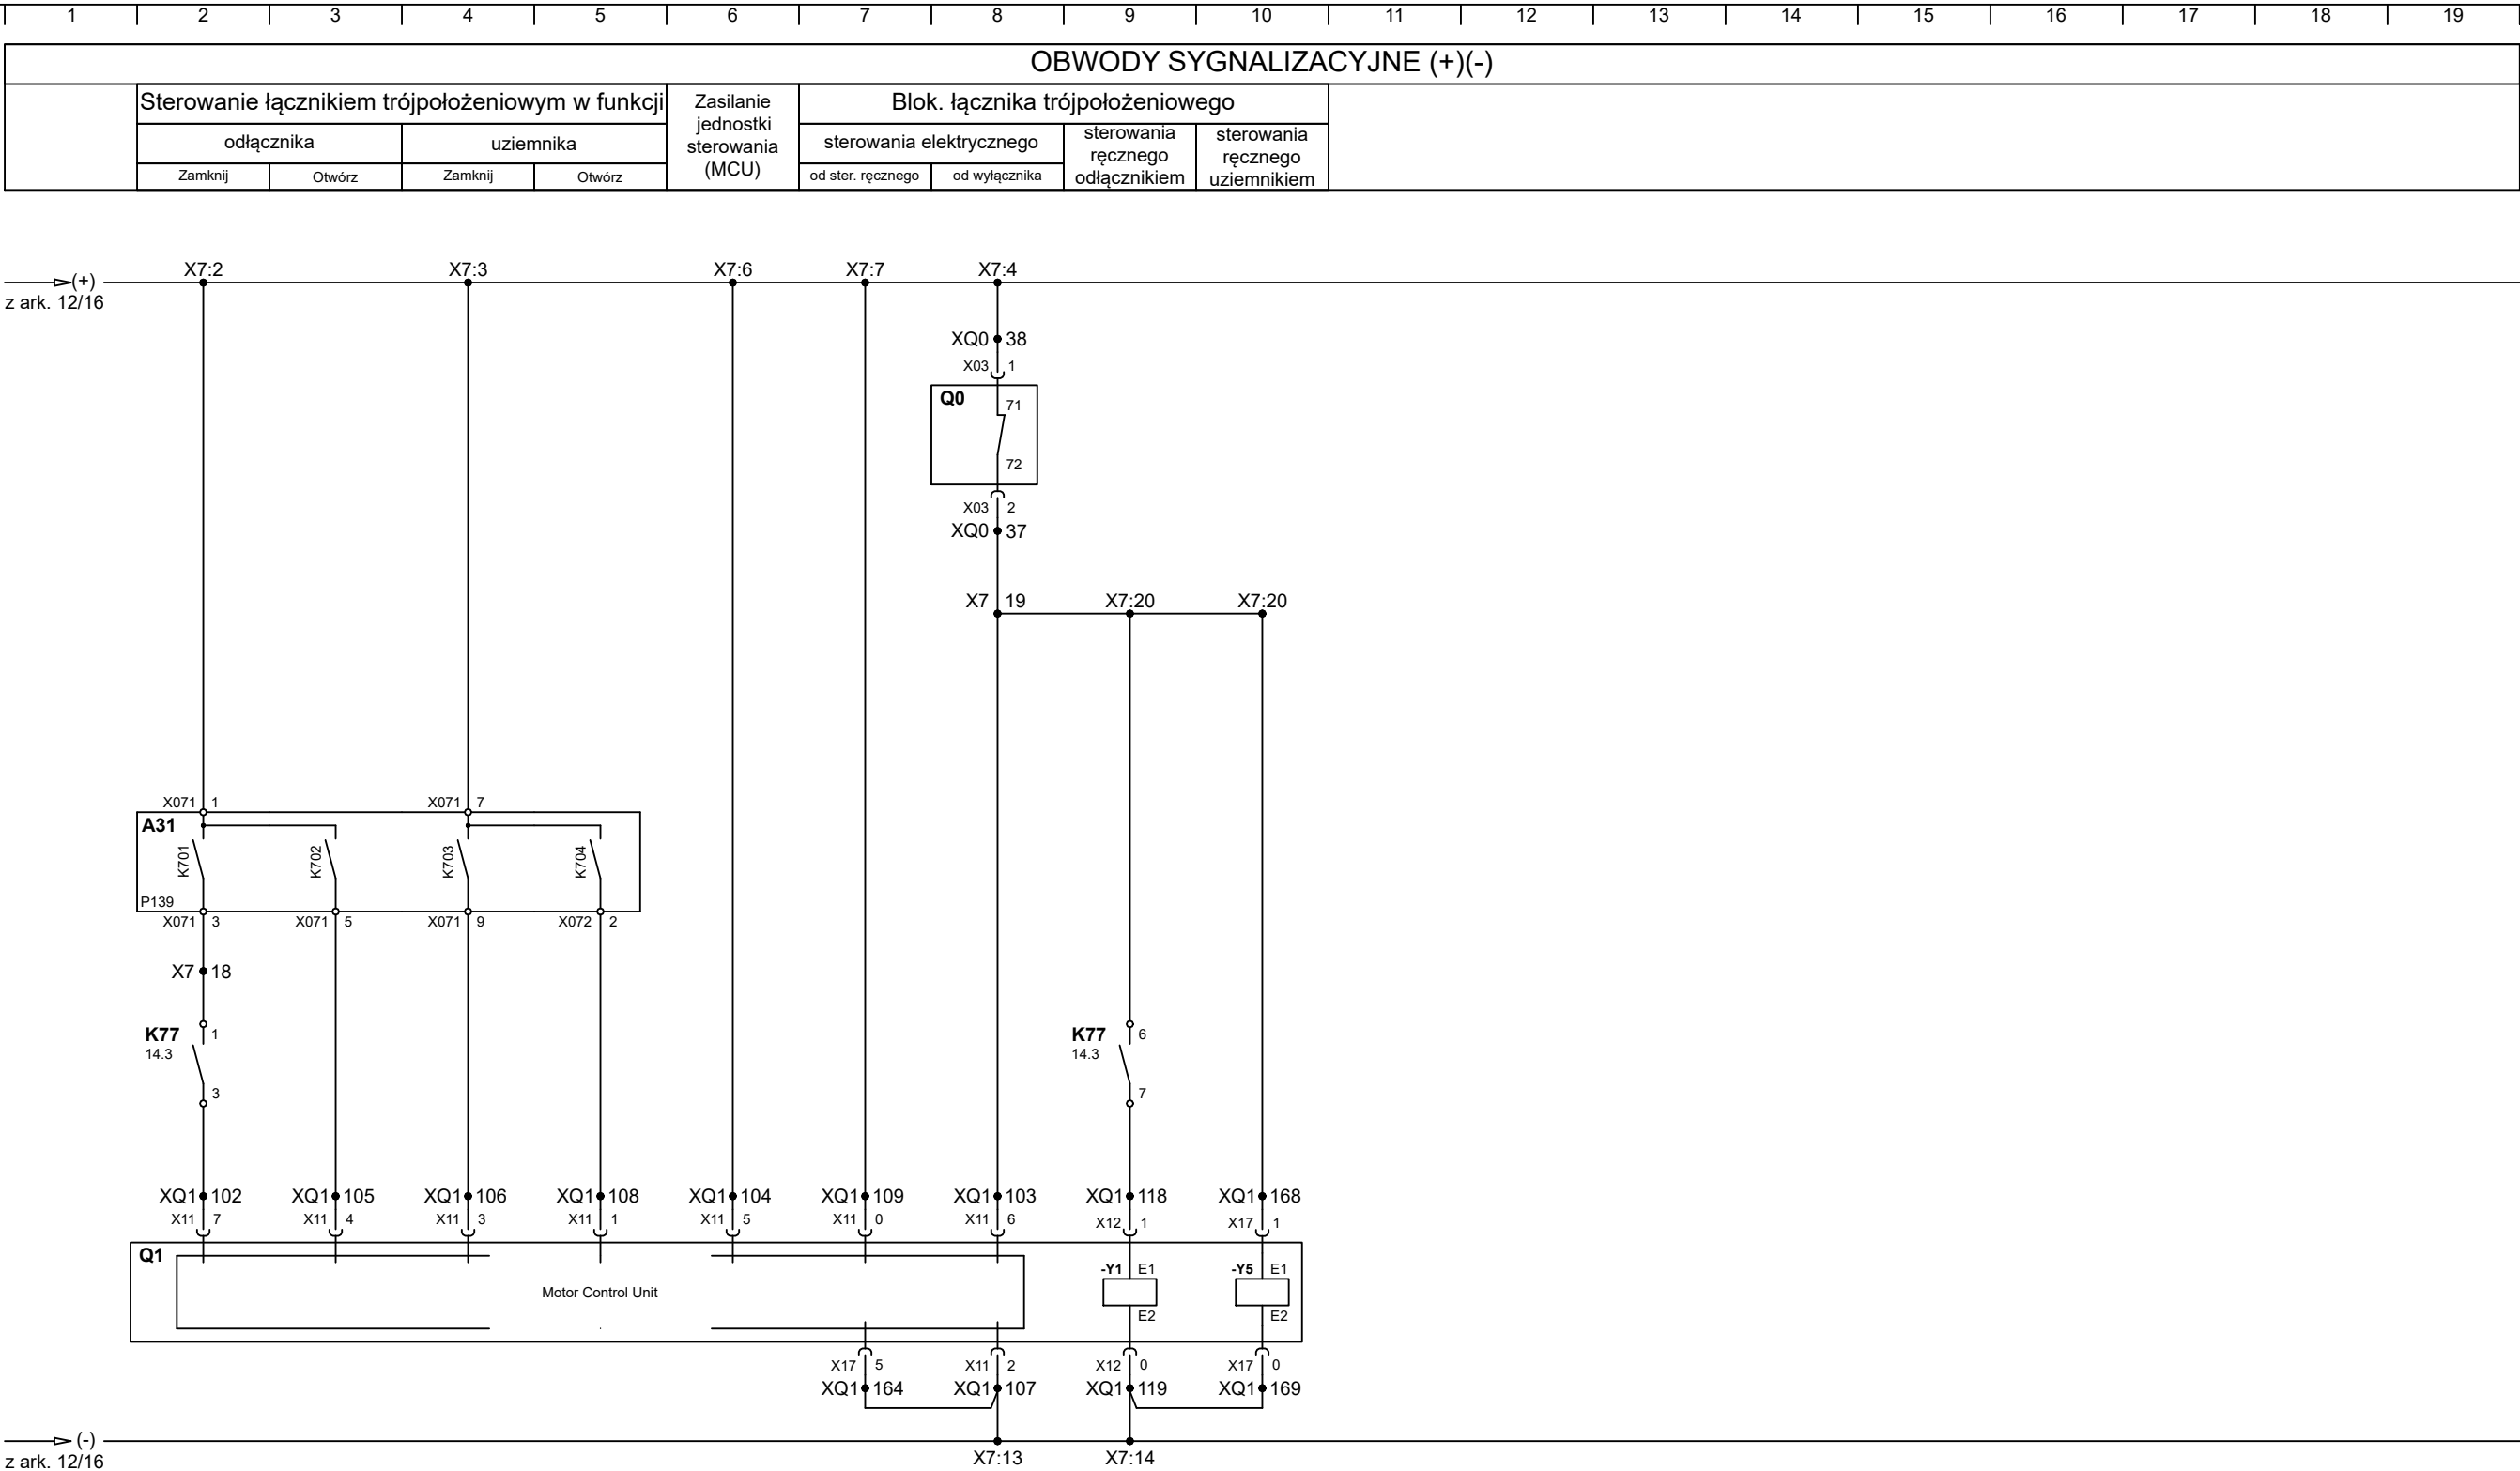 1 2 3 4 5 6 7 8 9 10 11 12 13 14 15 16 17 18 19
OBWODY SYGNALIZACYJNE (+)(-)
Sterowanie łącznikiem trójpołożeniowym w funkcji
odłącznika
uziemnika
Zamknij
Otwórz
Zamknij
Otwórz
Zasilanie
jednostki
sterowania
(MCU)
Blok. łącznika trójpołożeniowego
sterowania elektrycznego
od ster. ręcznego
od wyłącznika
sterowania
ręcznego
odłącznikiem
sterowania
ręcznego
uziemnikiem
X7:2 X7:3 X7:6 X7:7 X7:4
(+)
z ark. 12/16
XQ0 38
X03 1
Q0
71
72
X03 2
XQ0 37
X7 19 X7:20 X7:20
X071 1 X071 7
A31
K701 K702 K703 K704
P139
X071 3 X071 5 X071 9 X072 2
X7 18
K77 1
14.3
3
K77 6
14.3
7
XQ1 102 XQ1 105 XQ1 106 XQ1 108 XQ1 104 XQ1 109 XQ1 103 XQ1 118 XQ1 168
X11 7 X11 4 X11 3 X11 1 X11 5 X11 0 X11 6 X12 1 X17 1
Q1
Motor Control Unit
-Y1 E1
E2
-Y5 E1
E2
X17 5 X11 2 X12 0 X17 0
XQ1 164 XQ1 107 XQ1 119 XQ1 169
(-)
z ark. 12/16
X7:13 X7:14